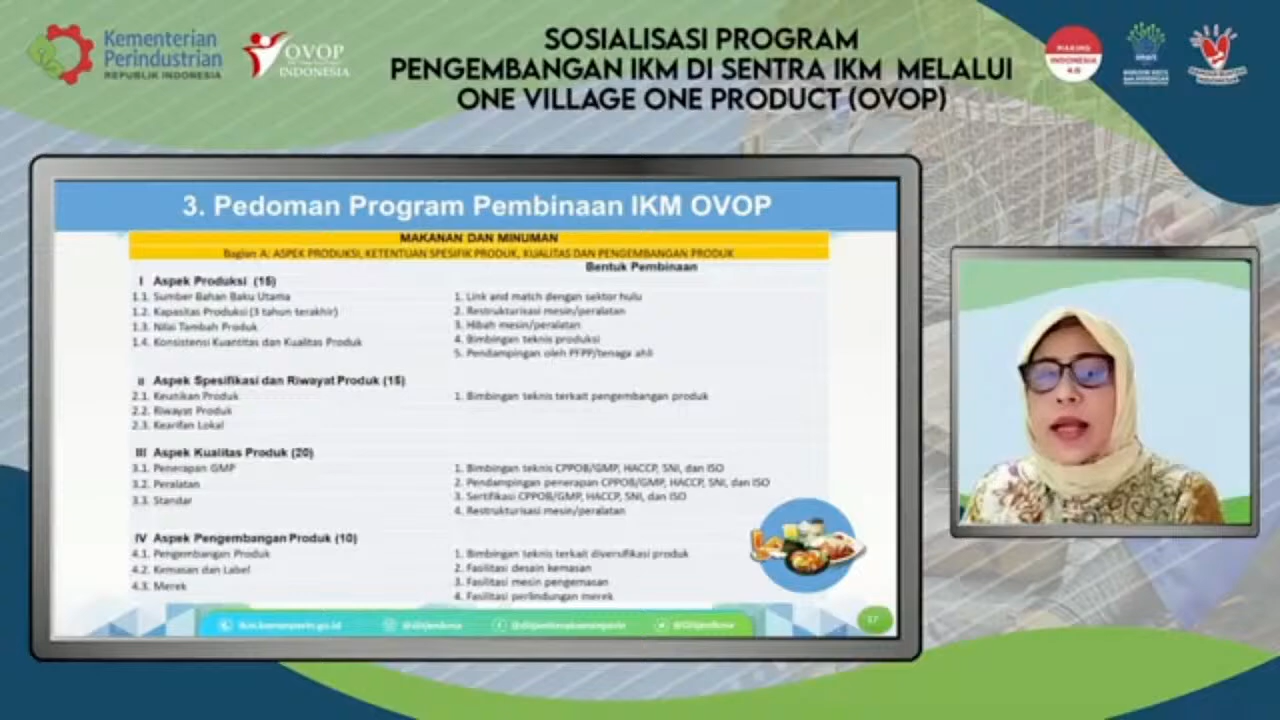 Kementerian
Perindustrian
REPUBLIK INDONESIA
OVOP
INDONESIA
SOSIALISASI PROGRAM
PENGEMBANGAN IKM DI SENTRA IKM MELALUI
ONE VILLAGE ONE PRODUCT (OVOP)
MAKING
INDONESIA
4.0
3. Pedoman Program Pembinaan IKM OVOP
MAKANAN DAN MINUMAN
Bagian A: ASPEK PRODUKSI, KETENTUAN SPESIFIK PRODUK, KUALITAS DAN PENGEMBANGAN PRODUK
Bentuk Pembinaan
I Aspek Produksi (15)
1.1. Sumber Bahan Baku Utama
1.2. Kapasitas Produksi (3 tahun terakhir)
1.3. Nilai Tambah Produk
1.4. Konsistensi Kuantitas dan Kualitas Produk
1. Link and match dengan sektor hulu
2. Restrukturisasi mesin/peralatan
3. Hibah mesin/peralatan
4. Bimbingan teknis produksi
5. Pendampingan oleh PFPP/tenaga ahli
II Aspek Spesifikasi dan Riwayat Produk (15)
2.1. Keunikan Produk
2.2. Riwayat Produk
2.3. Kearifan Lokal
1. Bimbingan teknis terkait pengembangan produk
III Aspek Kualitas Produk (20)
3.1. Penerapan GMP
3.2. Peralatan
3.3. Standar
1. Bimbingan teknis CPPOB/GMP, HACCP, SNI, dan ISO
2. Pendampingan penerapan CPPOB/GMP, HACCP, SNI, dan ISO
3. Sertifikasi CPPOB/GMP, HACCP, SNI, dan ISO
4. Restrukturisasi mesin/peralatan
IV Aspek Pengembangan Produk (10)
4.1. Pengembangan Produk
4.2. Kemasan dan Label
4.3. Merek
1. Bimbingan teknis terkait diversifikasi produk
2. Fasilitasi desain kemasan
3. Fasilitasi mesin pengemasan
4. Fasilitasi perlindungan merek
ikm.kemenperin.go.id
37